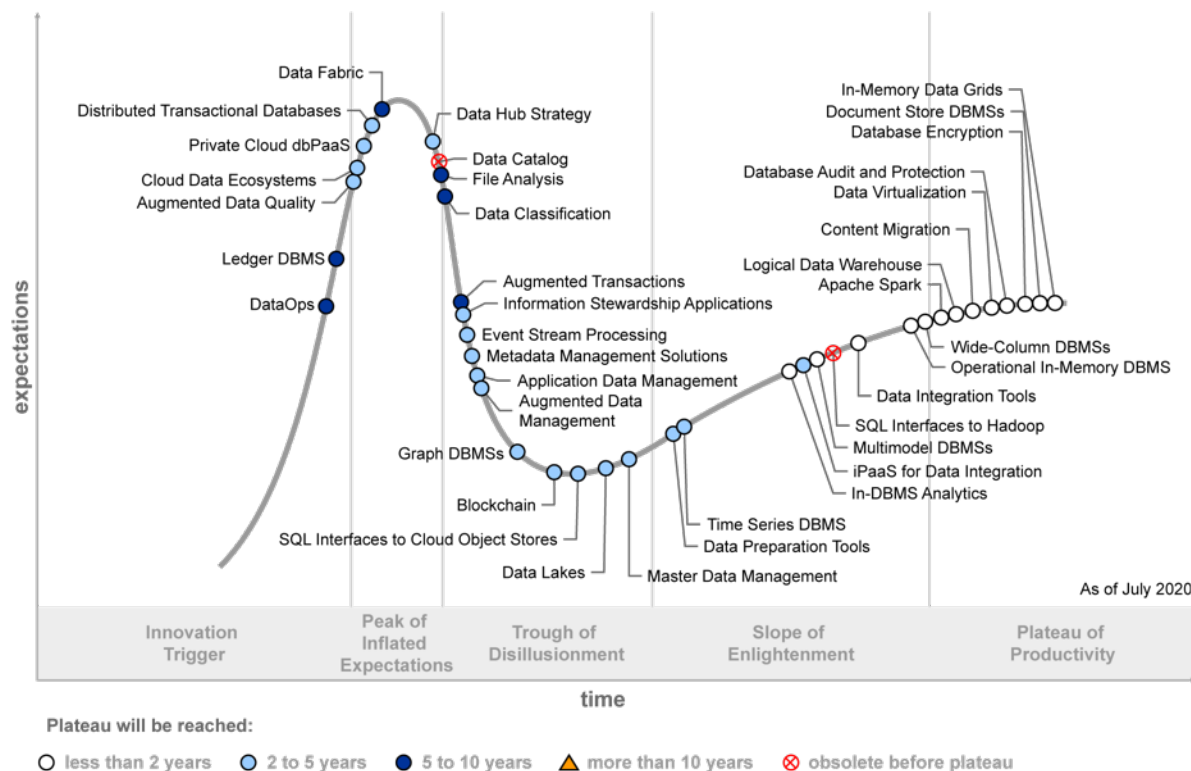 Data Fabric
Distributed Transactional Databases
Private Cloud dbPaaS
Cloud Data Ecosystems
Augmented Data Quality
Ledger DBMS
DataOps
Data Hub Strategy
Data Catalog
File Analysis
Data Classification
Augmented Transactions
Information Stewardship Applications
Event Stream Processing
Metadata Management Solutions
Application Data Management
Augmented Data
Management
Graph DBMSs
Blockchain
SQL Interfaces to Cloud Object Stores
Data Lakes
Master Data Management
Time Series DBMS
Data Preparation Tools
In-Memory Data Grids
Document Store DBMSs
Database Encryption
Database Audit and Protection
Data Virtualization
Content Migration
Logical Data Warehouse
Apache Spark
Wide-Column DBMSs
Operational In-Memory DBMS
Data Integration Tools
SQL Interfaces to Hadoop
Multimodel DBMSs
iPaaS for Data Integration
In-DBMS Analytics
As of July 2020
expectations
Innovation
Trigger
Peak of
Inflated
Expectations
Trough of
Disillusionment
Slope of
Enlightenment
Plateau of
Productivity
time
Plateau will be reached:
less than 2 years
2 to 5 years
5 to 10 years
more than 10 years
obsolete before plateau